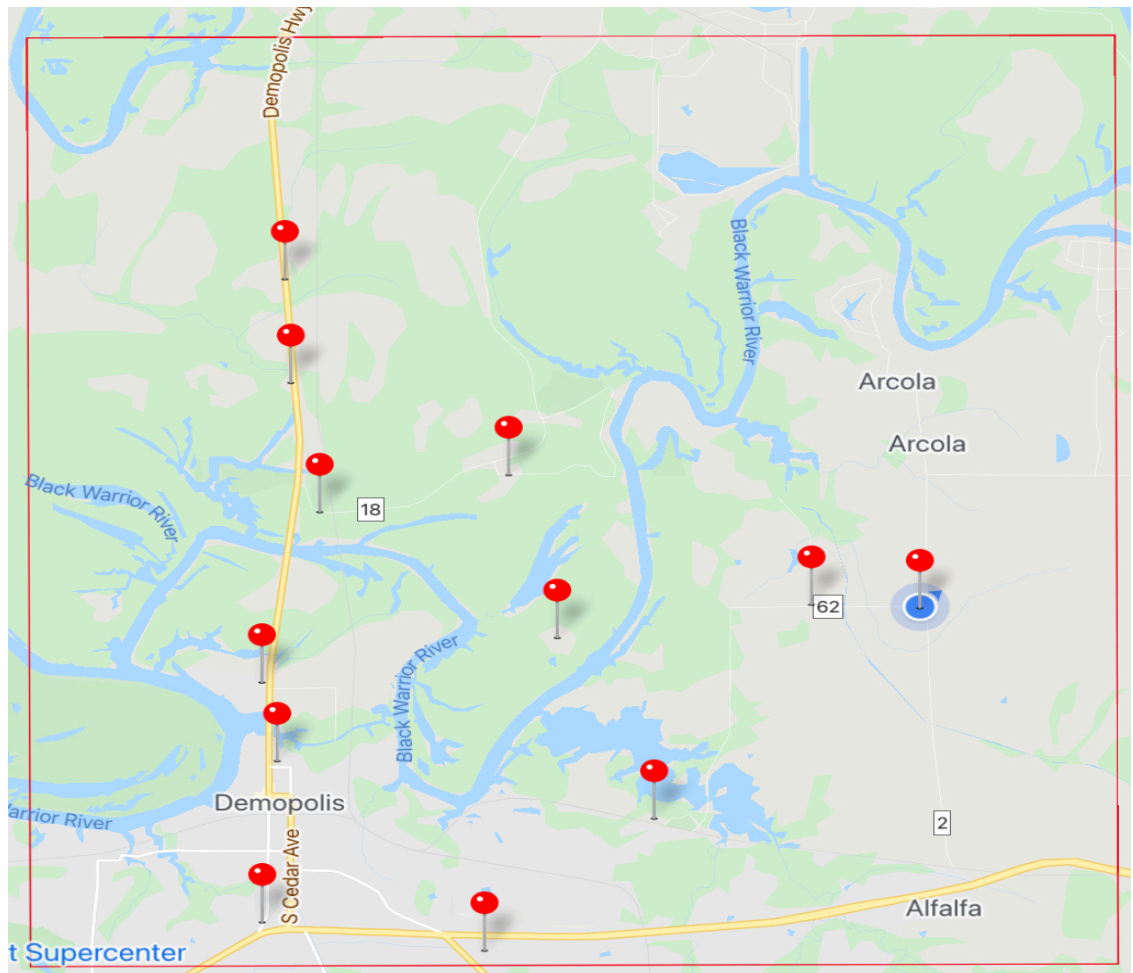 Demopolis Hwy
Black Warrior River
Arcola
Arcola
Black Warrior River
18
62
Black Warrior River
Demopolis
Warrior River
2
S Cedar Ave
Alfalfa
t Supercenter